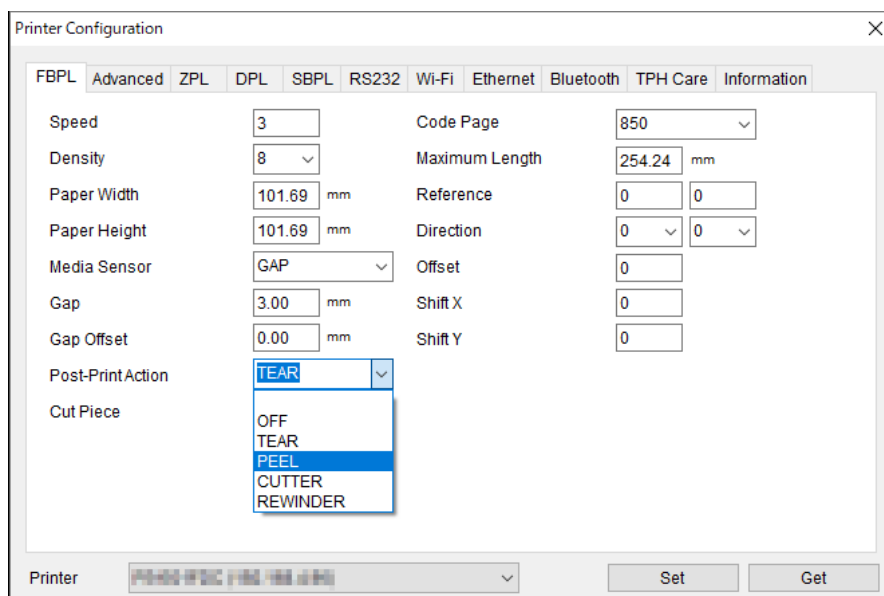 Printer Configuration
FBPL Advanced ZPL DPL SBPL RS232 Wi-Fi Ethernet Bluetooth TPH Care Information
Speed 3 Code Page 850
Density 8 Maximum Length 254.24 mm
Paper Width 101.69 mm Reference 0 0
Paper Height 101.69 mm Direction 0 0
Media Sensor GAP Offset 0
Gap 3.00 mm Shift X 0
Gap Offset 0.00 mm Shift Y 0
Post-Print Action TEAR
Cut Piece
OFF
TEAR
PEEL
CUTTER
REWINDER
Printer Set Get